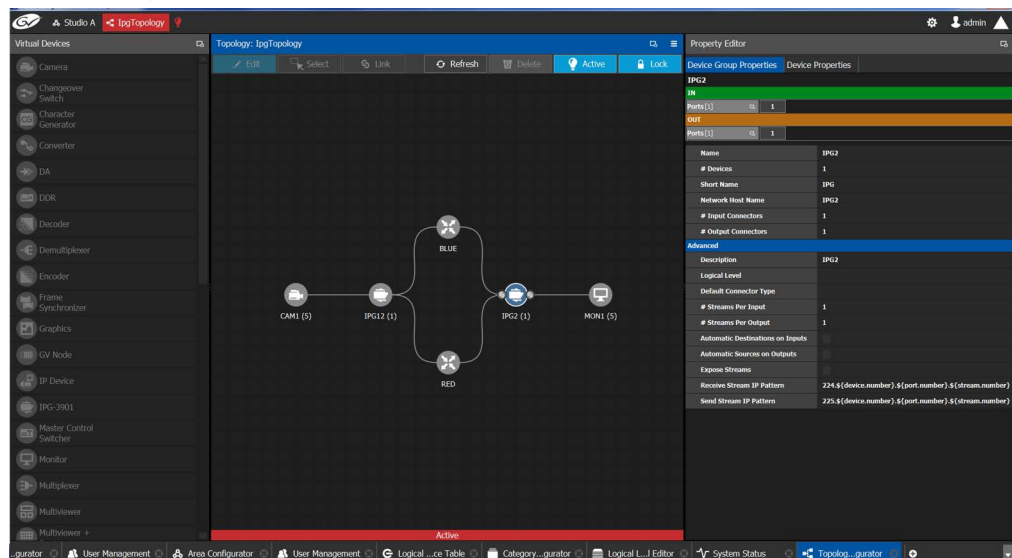 GV Studio A IpgTopology admin
Virtual Devices
Camera
Changeover
Switch
Character
Generator
Converter
DA
DDR
Decoder
Demultiplexer
Encoder
Frame
Synchronizer
Graphics
GV Node
IP Device
IPG-3901
Master Control
Switcher
Monitor
Multiplexer
Multiviewer
Multiviewer +
Topology: IpgTopology
Edit Select Link Refresh Delete Active Lock
BLUE
CAM1 (5) IPG12 (1) IPG2 (1) MON1 (5)
RED
Active
Property Editor
Device Group Properties Device Properties
IPG2
IN
Ports [1] 1
OUT
Ports [1] 1
Name IPG2
# Devices 1
Short Name IPG
Network Host Name IPG2
# Input Connectors 1
# Output Connectors 1
Advanced
Description IPG2
Logical Level
Default Connector Type
# Streams Per Input 1
# Streams Per Output 1
Automatic Destinations on Inputs
Automatic Sources on Outputs
Expose Streams
Receive Stream IP Pattern 224.${device.number}.${port.number}.${stream.number}
Send Stream IP Pattern 225.${device.number}.${port.number}.${stream.number}
..gurator User Management Area Configurator User Management Logical ...ce Table Category...gurator Logical L...l Editor System Status Topolog...gurator